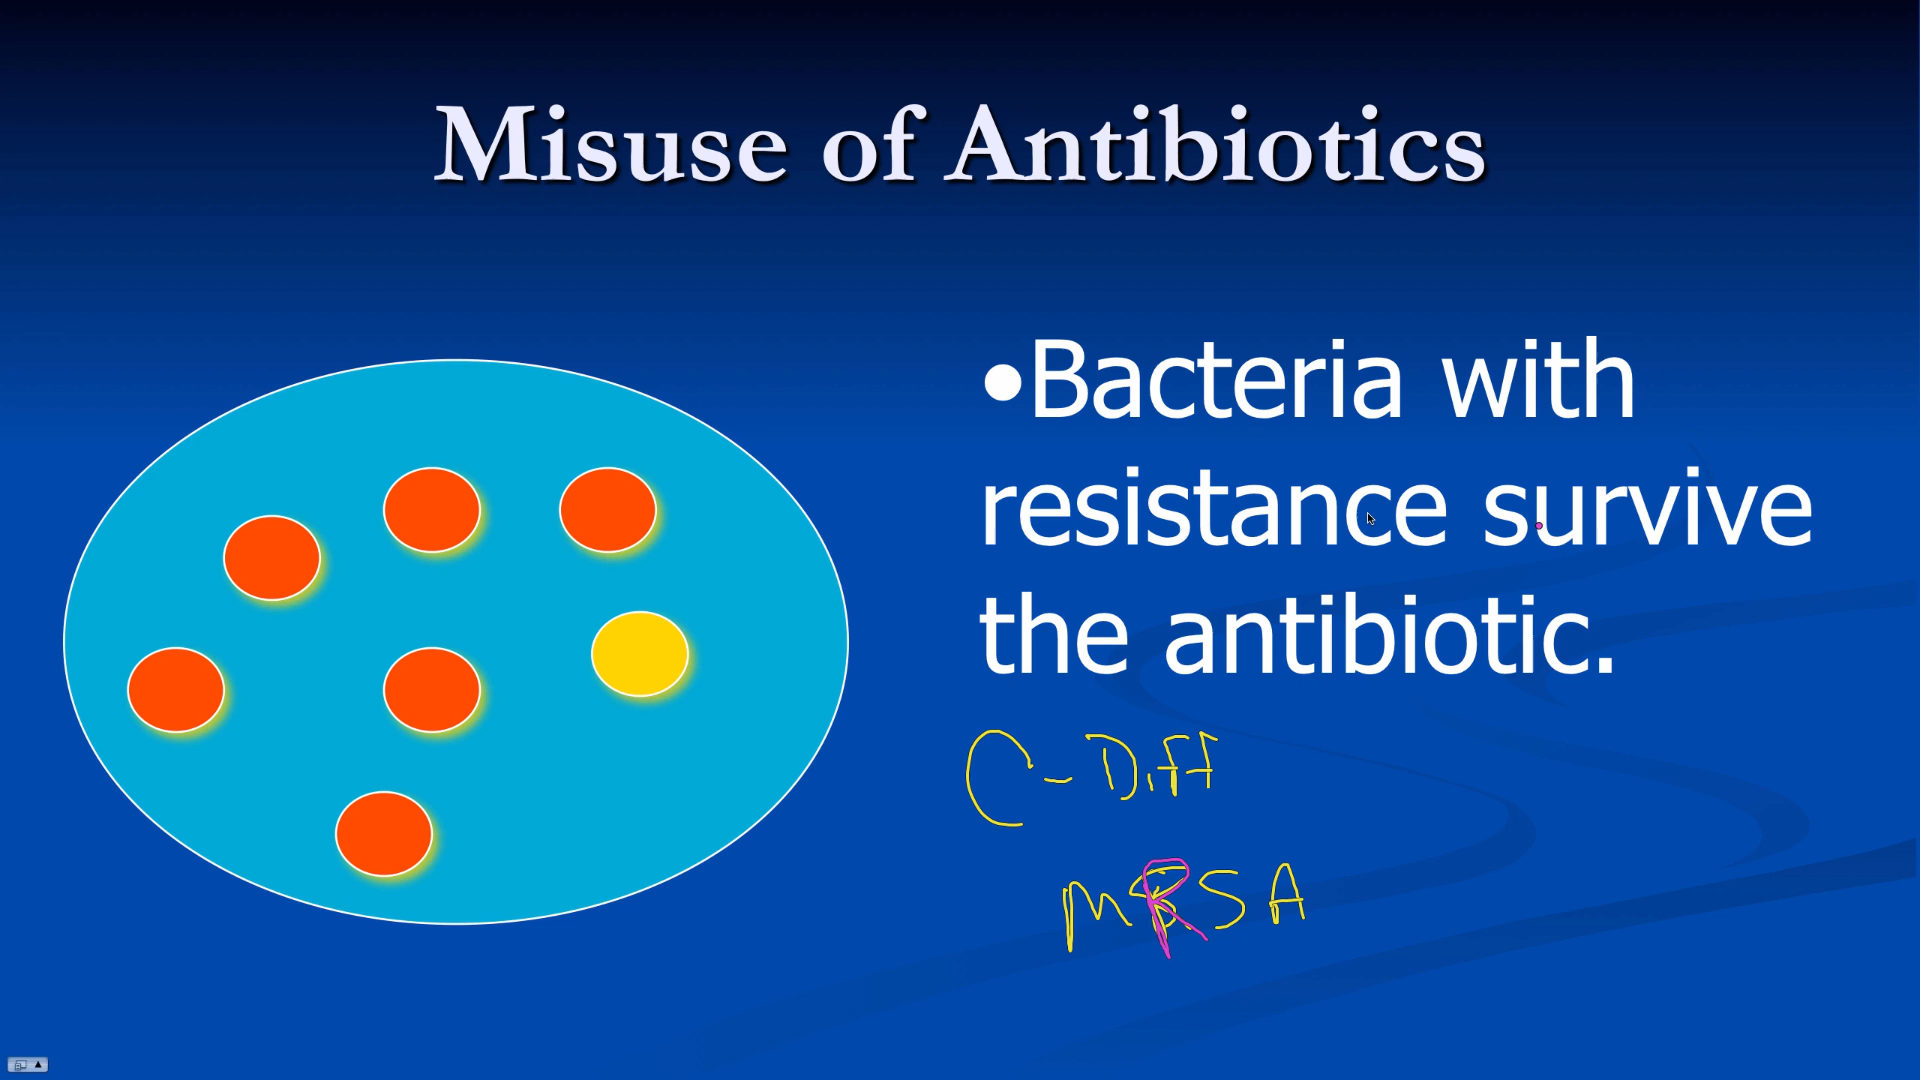 Misuse of Antibiotics
•Bacteria with
resistance survive
the antibiotic.
C-Diff
MRSA